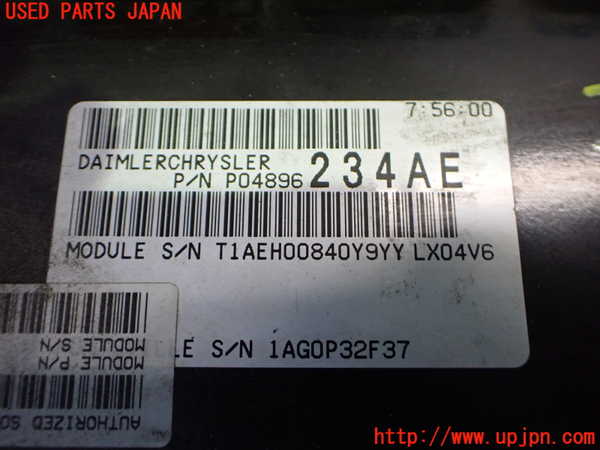 USED PARTS JAPAN
7:56:00
DAIMLERCHRYSLER
P/N P04896 234AE
MODULE S/N T1AEH00840Y9YY LX04V6
LE S/N 1AG0P32F37
MODULE S/N
MODULE P/N
AUTHORIZED SO
http://www.upjpn.com/